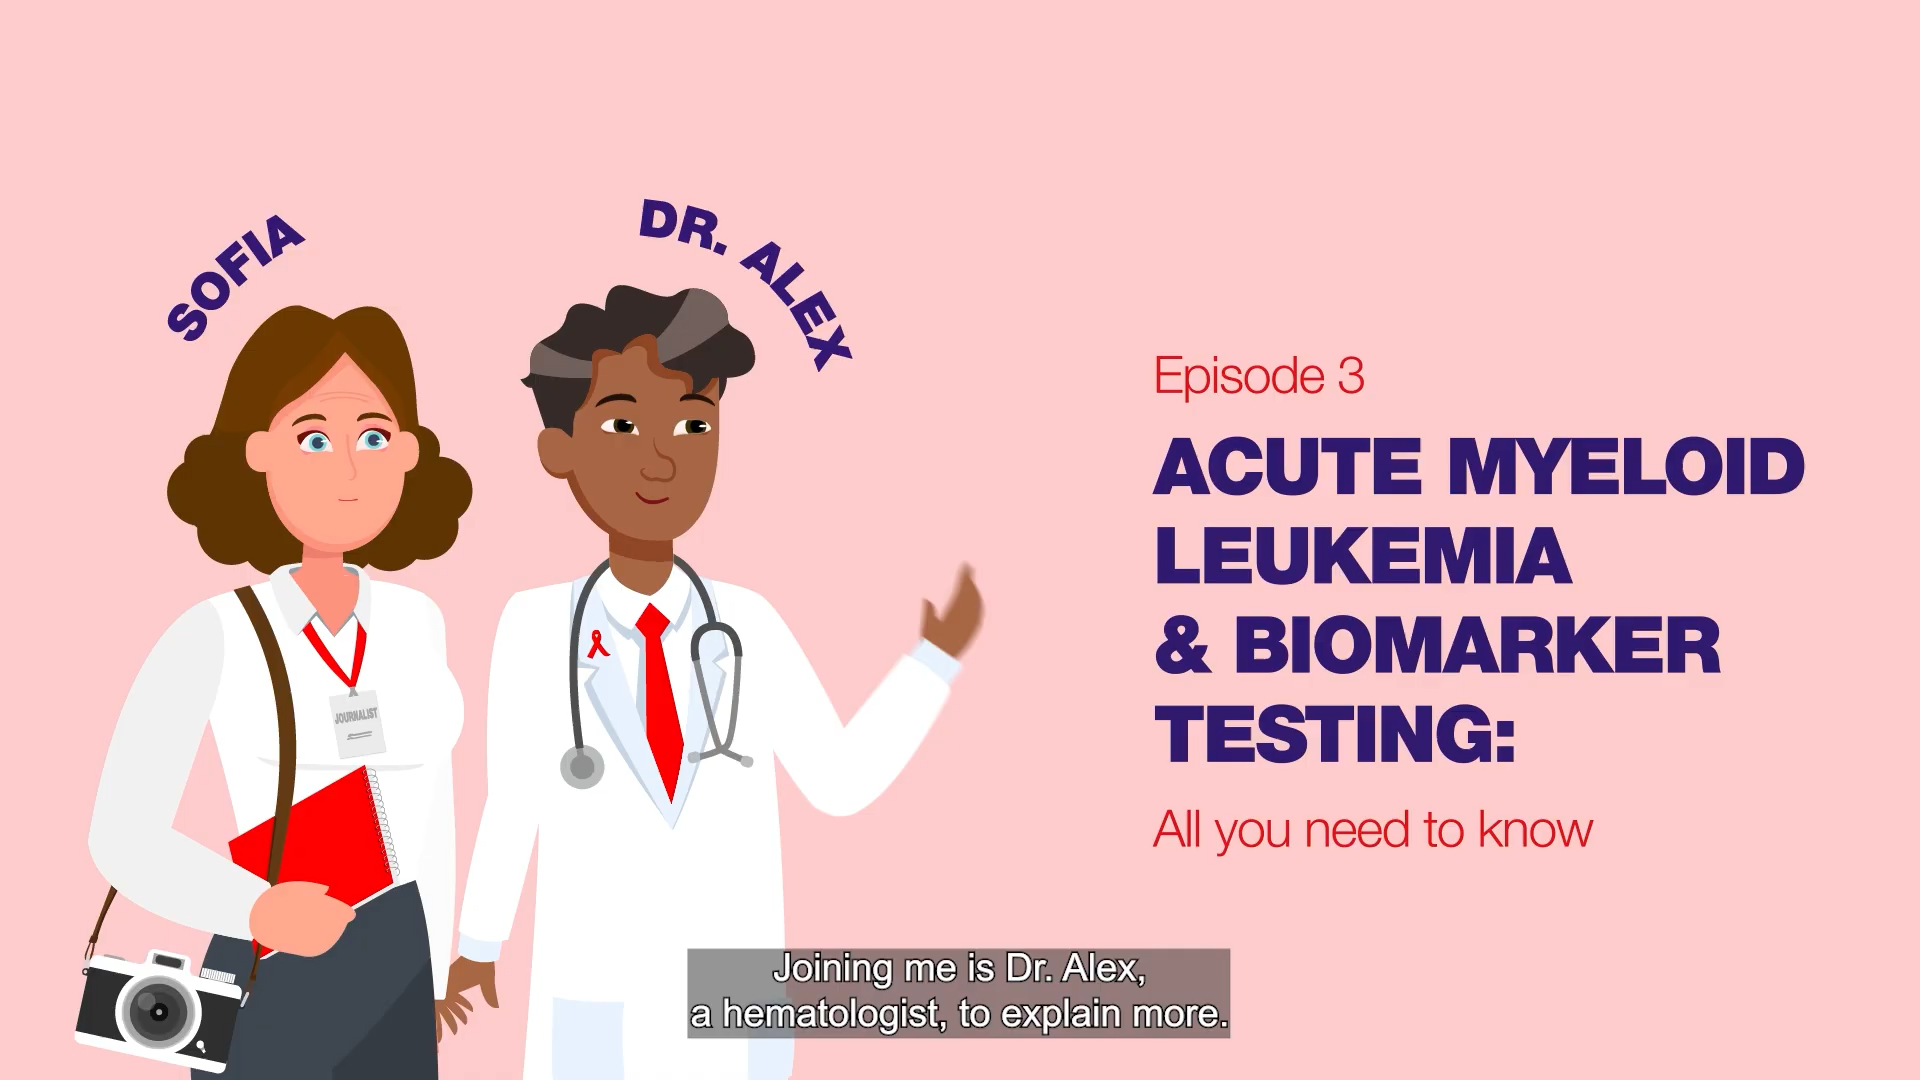 SOFIA
DR. ALEX
Episode 3
ACUTE MYELOID
LEUKEMIA
& BIOMARKER
TESTING:
All you need to know
JOURNALIST
Joining me is Dr. Alex,
a hematologist, to explain more.